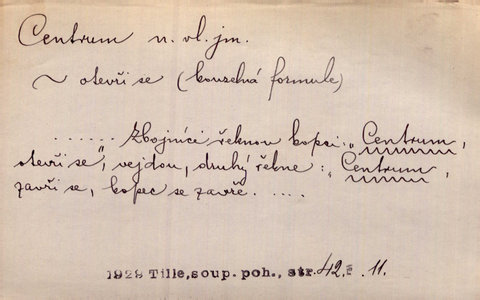 Centrum n. vl. jm.
~ otevři se (kouzelná formule)
...... Zbojníci řeknou kopci: „Centrum,
otevři se", vejdou, druhý řekne: „Centrum,
zavři se, kopec se zavře. ....
1929 Tille, soup. poh., str. 42. 11.